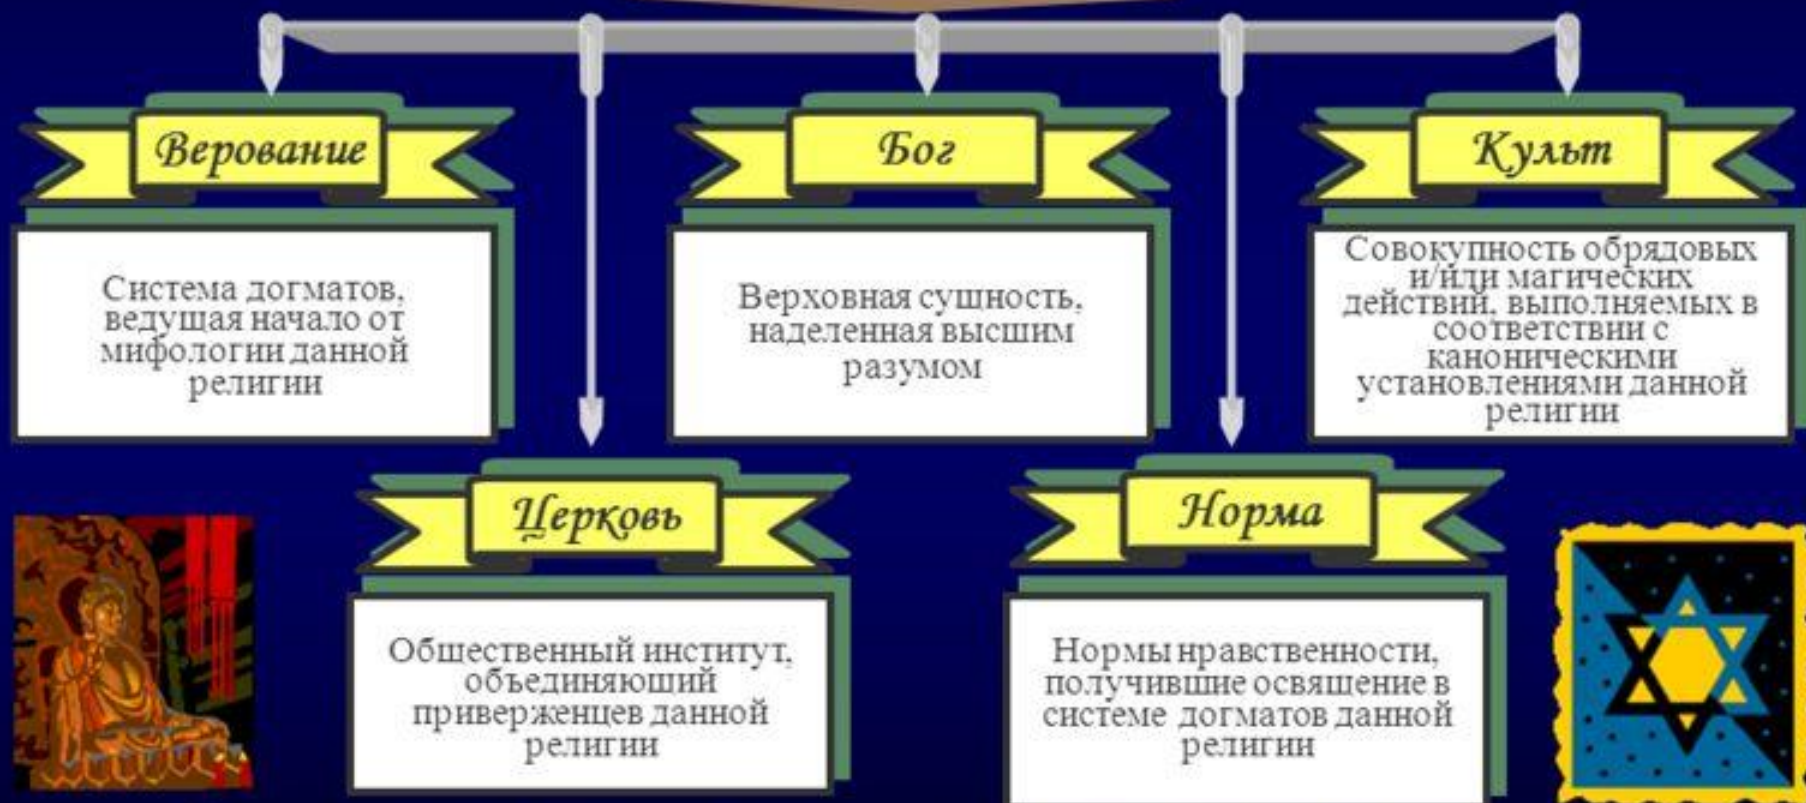 Верование
Система догматов,
ведущая начало от
мифологии данной
религии
Бог
Верховная сущность,
наделенная высшим
разумом
Культ
Совокупность обрядовых
и/или магических
действий, выполняемых в
соответствии с
каноническими
установлениями данной
религии
Церковь
Общественный институт,
объединяющий
приверженцев данной
религии
Норма
Нормы нравственности,
получившие освящение в
системе догматов данной
религии